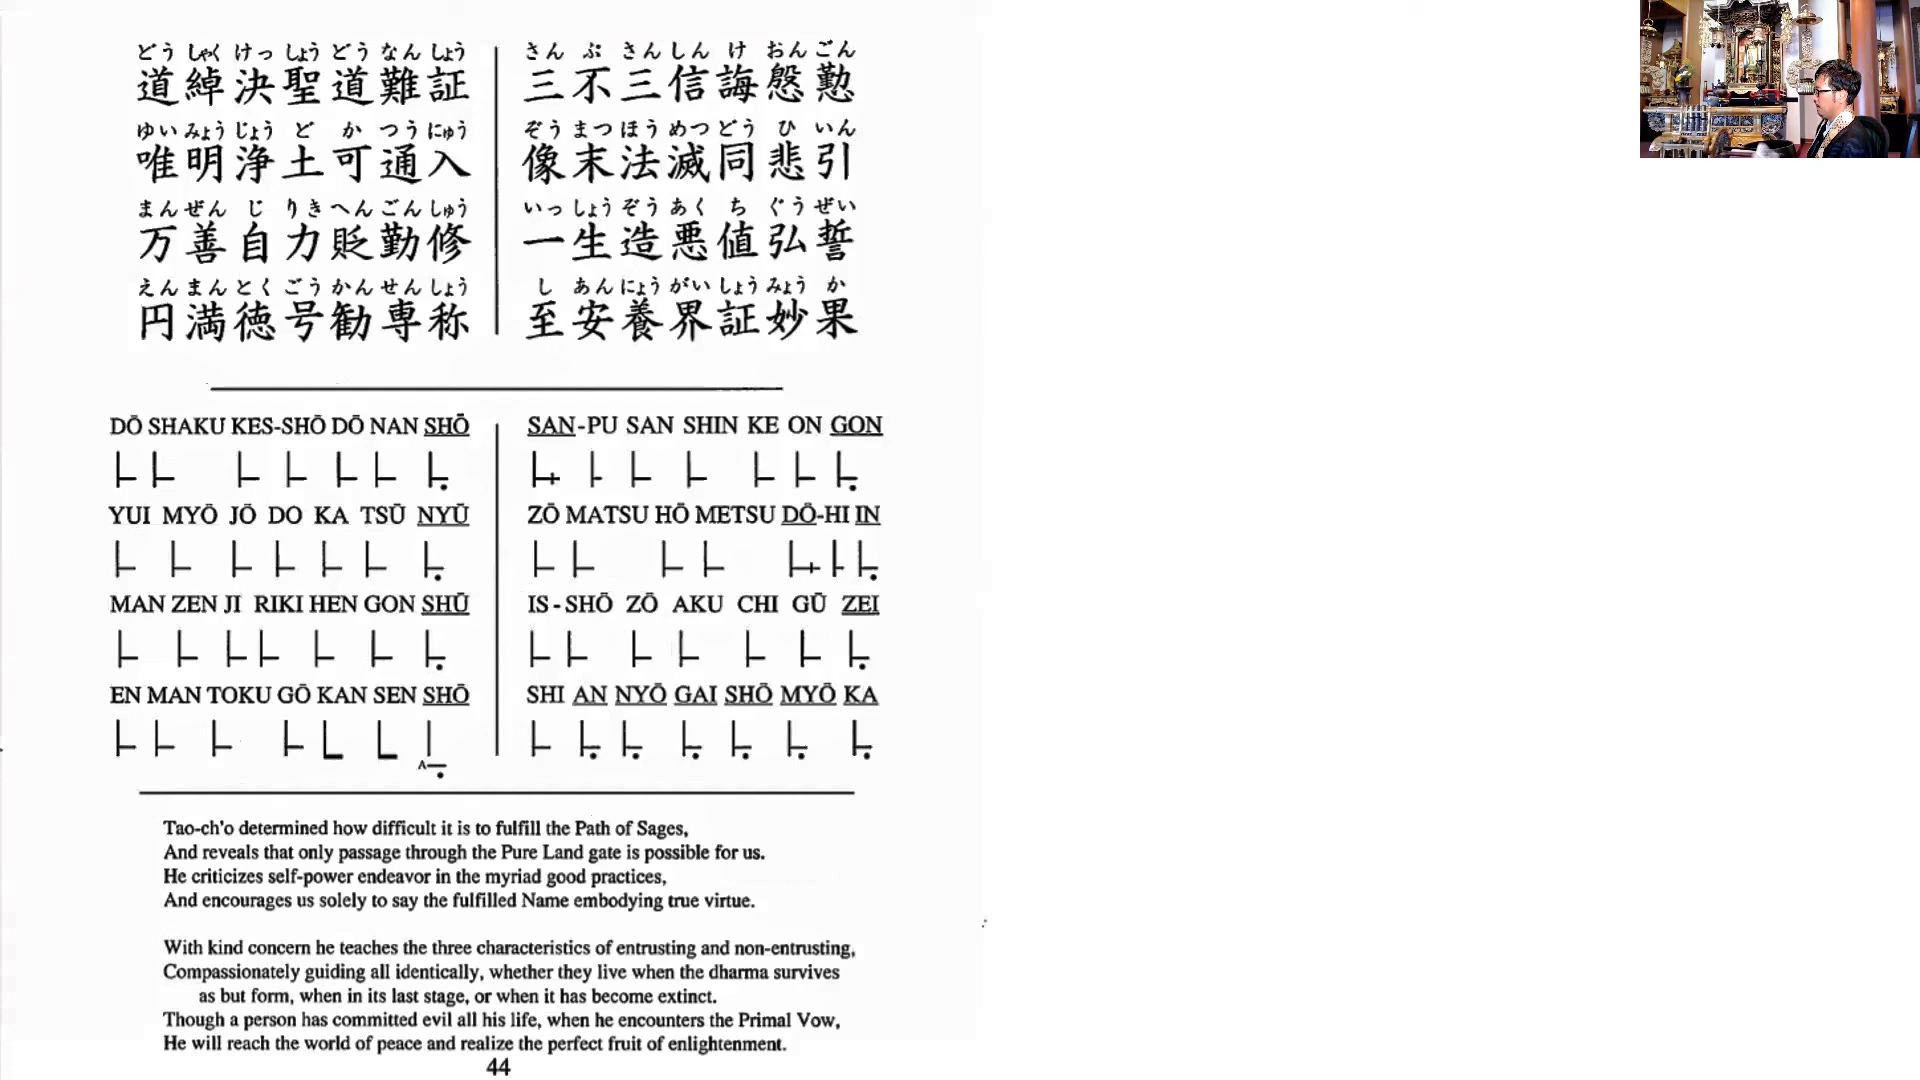 どう しゃく けっ しょう どう なん しょう
道綽決聖道難証
ゆい みょう じょう ど か つう にゅう
唯明浄土可通入
まん ぜん じ りき へん ごん しゅう
万善自力貶勤修
えん まん とく ごう かん せん しょう
円満徳号勧専称
さん ぷ さん しん け おん ごん
三不三信誨慇懃
ぞう まつ ほう めつ どう ひ いん
像末法滅同悲引
いっ しょう ぞう あく ち ぐう ぜい
一生造悪値弘誓
し あん にょう がい しょう みょう か
至安養界証妙果
DŌ SHAKU KES-SHŌ DŌ NAN SHŌ
YUI MYŌ JŌ DO KA TSŪ NYŪ
MAN ZEN JI RIKI HEN GON SHŪ
EN MAN TOKU GŌ KAN SEN SHŌ
A
SAN-PU SAN SHIN KE ON GON
ZŌ MATSU HŌ METSU DŌ-HI IN
IS-SHŌ ZŌ AKU CHI GŪ ZEI
SHI AN NYŌ GAI SHŌ MYŌ KA
Tao-ch'o determined how difficult it is to fulfill the Path of Sages,
And reveals that only passage through the Pure Land gate is possible for us.
He criticizes self-power endeavor in the myriad good practices,
And encourages us solely to say the fulfilled Name embodying true virtue.
With kind concern he teaches the three characteristics of entrusting and non-entrusting,
Compassionately guiding all identically, whether they live when the dharma survives
as but form, when in its last stage, or when it has become extinct.
Though a person has committed evil all his life, when he encounters the Primal Vow,
He will reach the world of peace and realize the perfect fruit of enlightenment.
44